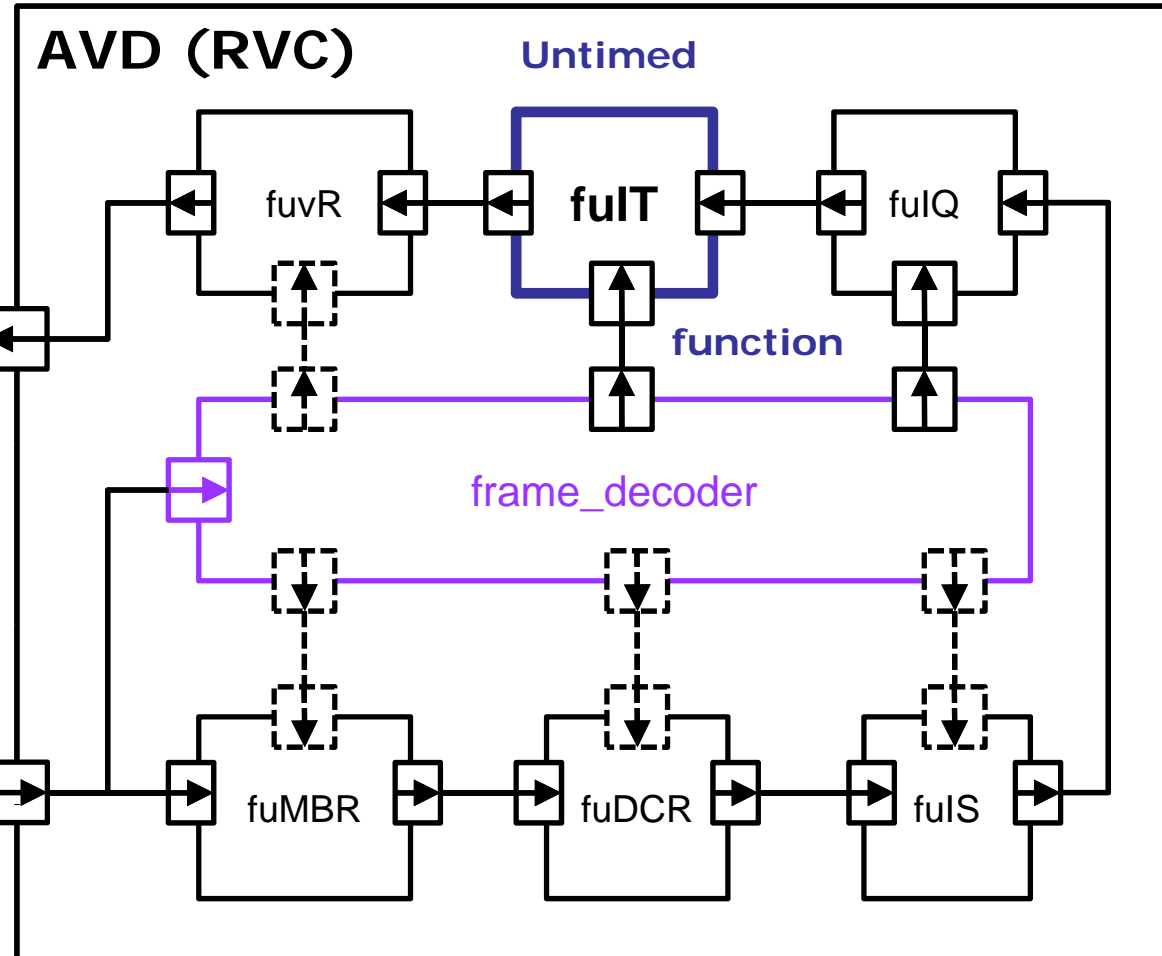 AVD (RVC)
Untimed
fuvR
fuIT
fuIQ
function
frame_decoder
fuMBR
fuDCR
fuIS